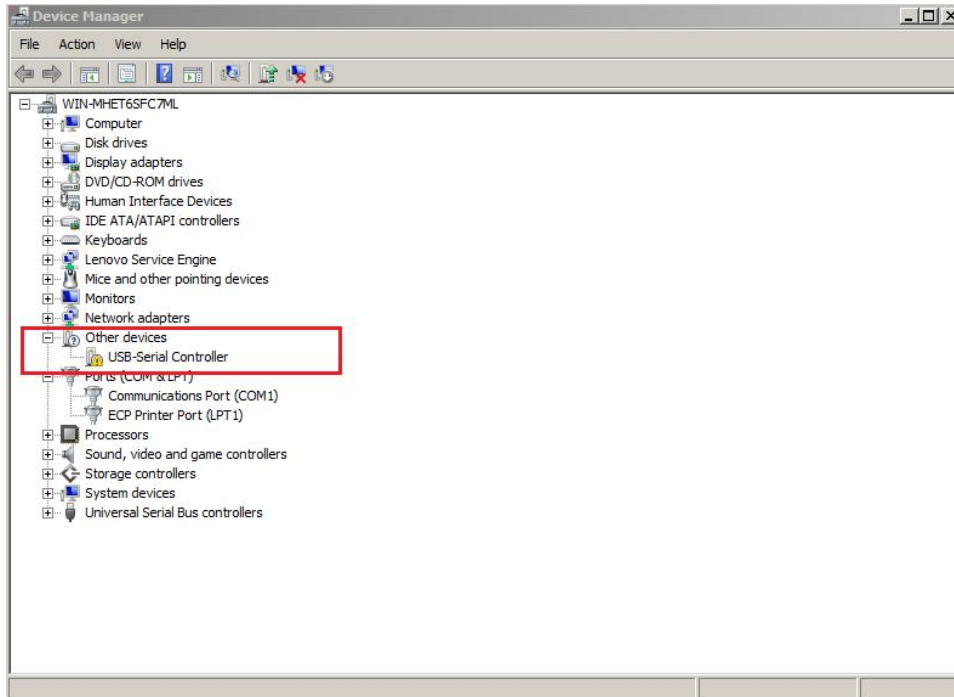 Device Manager
File Action View Help
WIN-MHET6SFC7ML
Computer
Disk drives
Display adapters
DVD/CD-ROM drives
Human Interface Devices
IDE ATA/ATAPI controllers
Keyboards
Lenovo Service Engine
Mice and other pointing devices
Monitors
Network adapters
Other devices
USB-Serial Controller
Ports (COM & LPT)
Communications Port (COM1)
ECP Printer Port (LPT1)
Processors
Sound, video and game controllers
Storage controllers
System devices
Universal Serial Bus controllers